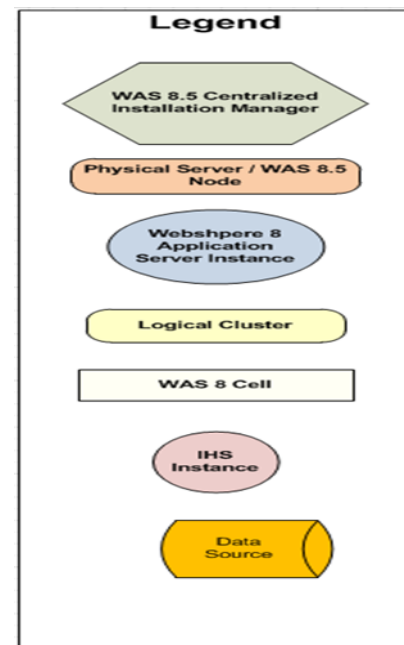 Legend
WAS 8.5 Centralized
Installation Manager
Physical Server / WAS 8.5
Node
Webshpere 8
Application
Server Instance
Logical Cluster
WAS 8 Cell
IHS
Instance
Data
Source